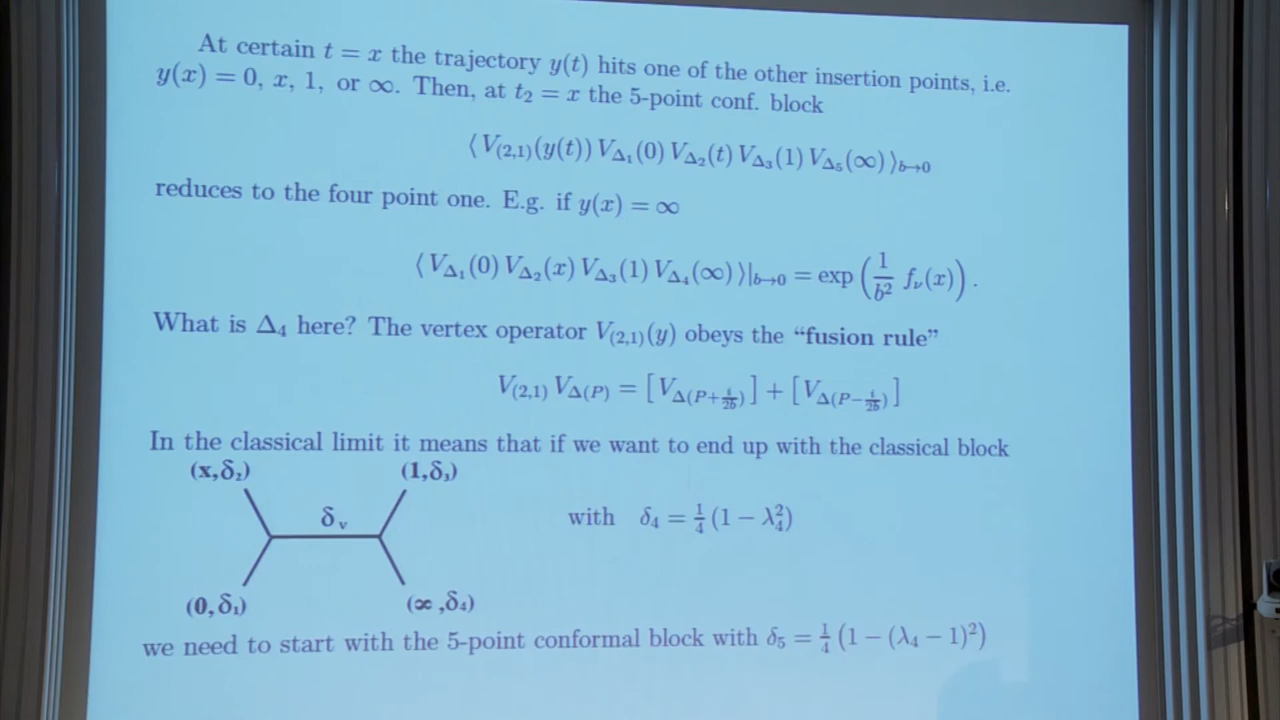 At certain t = x the trajectory y(t) hits one of the other insertion points, i.e.
y(x) = 0, x, 1, or ∞. Then, at t₂ = x the 5-point conf. block
⟨ V₍₂,₁₎(y(t)) V_Δ₁(0) V_Δ₂(t) V_Δ₃(1) V_Δ₅(∞) ⟩_b→0
reduces to the four point one. E.g. if y(x) = ∞
⟨ V_Δ₁(0) V_Δ₂(x) V_Δ₃(1) V_Δ₄(∞) ⟩|_b→0 = exp ( 1/b² f_ν(x) ) .
What is Δ₄ here? The vertex operator V₍₂,₁₎(y) obeys the “fusion rule”
V₍₂,₁₎ V_Δ(P) = [ V_Δ(P+i/2b) ] + [ V_Δ(P−i/2b) ]
In the classical limit it means that if we want to end up with the classical block
(x,δ₂) (1,δ₃)
δ_ν with δ₄ = 1/4 (1 − λ₄²)
(0,δ₁) (∞ ,δ₄)
we need to start with the 5-point conformal block with δ₅ = 1/4 (1 − (λ₄ − 1)²)